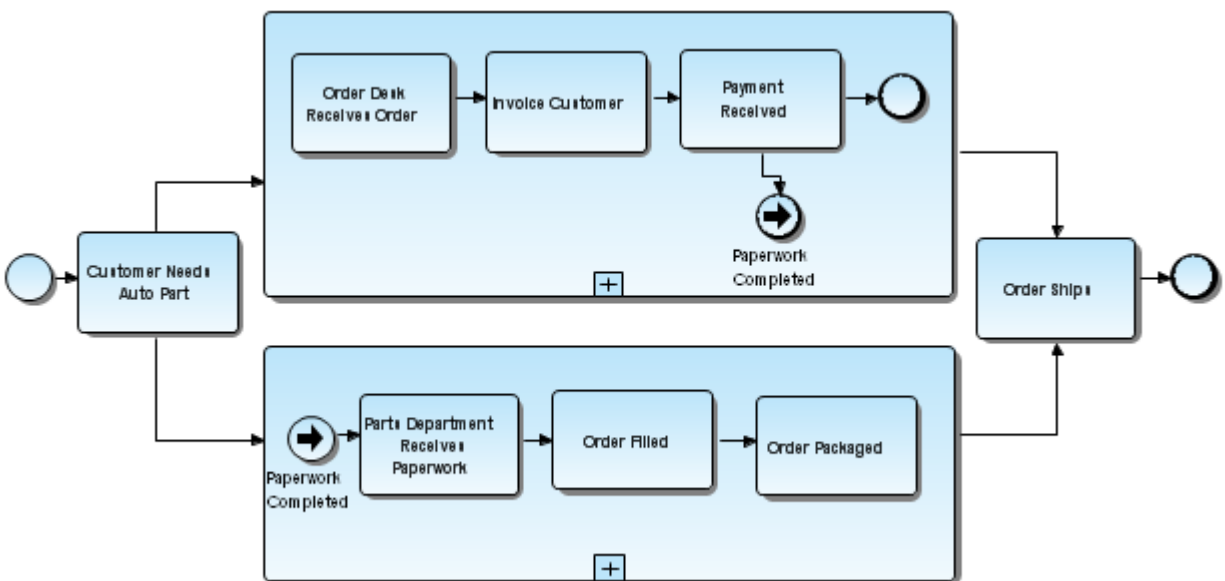 Order Desk
Receives Order
Invoice Customer
Payment
Received
Paperwork
Completed
Customer Needs
Auto Part
Order Ships
Parts Department
Receives
Paperwork
Order Filled
Order Packaged
Paperwork
Completed